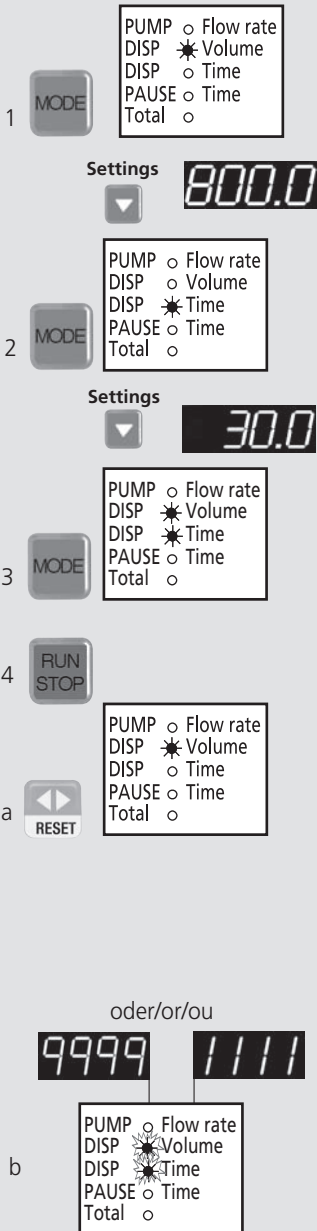 PUMP Flow rate
DISP Volume
DISP Time
PAUSE Time
Total
1 MODE
Settings
800.0
PUMP Flow rate
DISP Volume
DISP Time
PAUSE Time
Total
2 MODE
Settings
30.0
PUMP Flow rate
DISP Volume
DISP Time
PAUSE Time
Total
3 MODE
4 RUN
STOP
PUMP Flow rate
DISP Volume
DISP Time
PAUSE Time
Total
a RESET
oder/or/ou
9999 1111
PUMP Flow rate
DISP Volume
DISP Time
PAUSE Time
Total
b